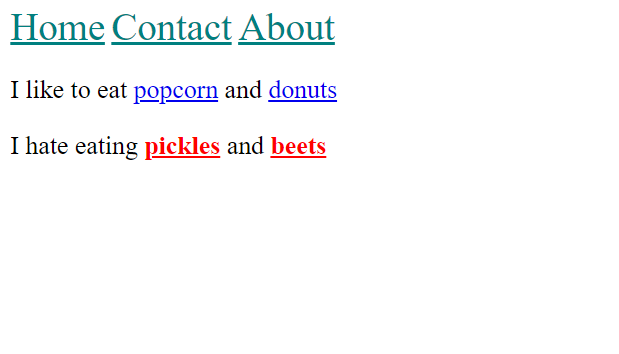 Home Contact About
I like to eat popcorn and donuts
I hate eating pickles and beets